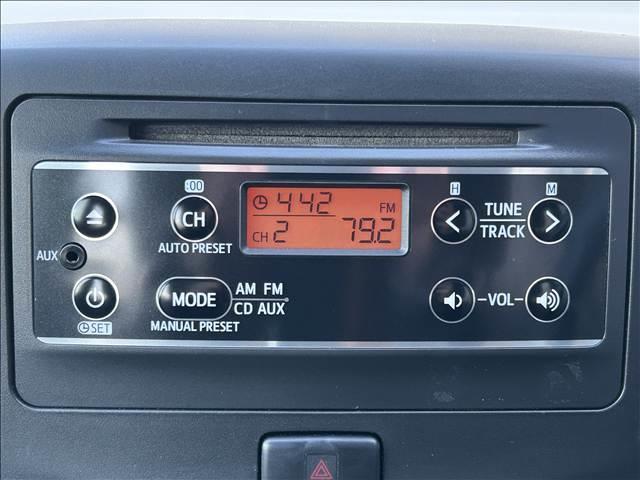 :00
CH
AUTO PRESET
AUX
SET
MODE
AM FM
CD AUX
MANUAL PRESET
4 42
FM
CH 2 79.2
H
M
TUNE
TRACK
-VOL-